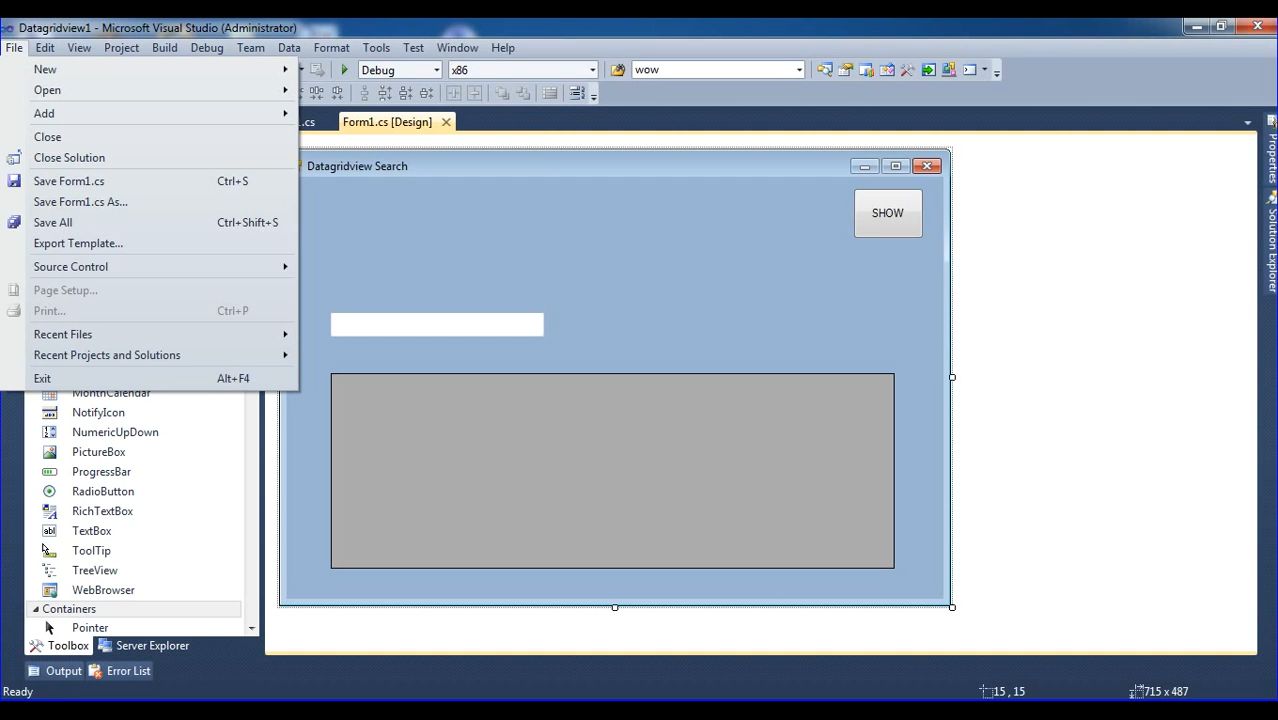 Datagridview1 - Microsoft Visual Studio (Administrator)
File Edit View Project Build Debug Team Data Format Tools Test Window Help
Debug x86 wow
New
Open
Add
Close
Close Solution
Save Form1.cs Ctrl+S
Save Form1.cs As...
Save All Ctrl+Shift+S
Export Template...
Source Control
Page Setup...
Print... Ctrl+P
Recent Files
Recent Projects and Solutions
Exit Alt+F4
.cs Form1.cs [Design]
Datagridview Search
SHOW
MonthCalendar
NotifyIcon
NumericUpDown
PictureBox
ProgressBar
RadioButton
RichTextBox
abl TextBox
ToolTip
TreeView
WebBrowser
Containers
Pointer
Toolbox Server Explorer
Output Error List
Ready 15 , 15 715 x 487
Properties
Solution Explorer